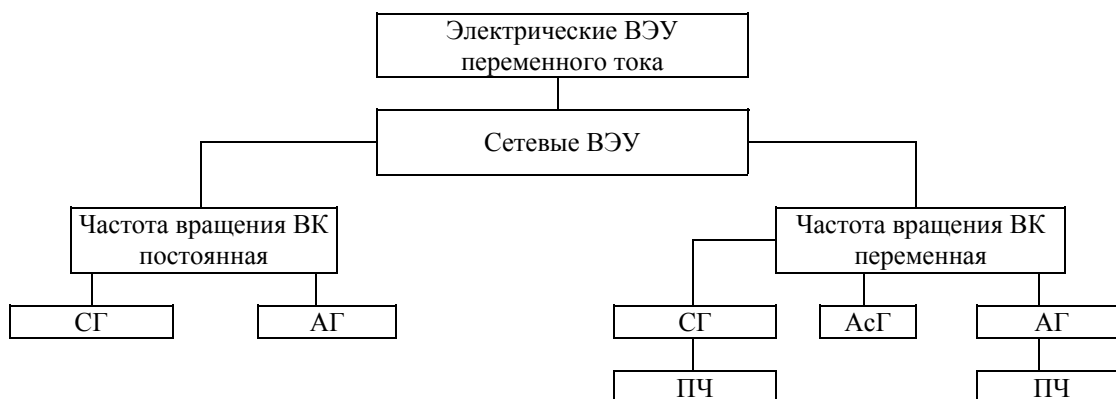 Электрические ВЭУ
переменного тока
Сетевые ВЭУ
Частота вращения ВК
постоянная
Частота вращения ВК
переменная
СГ
АГ
СГ
АсГ
АГ
ПЧ
ПЧ